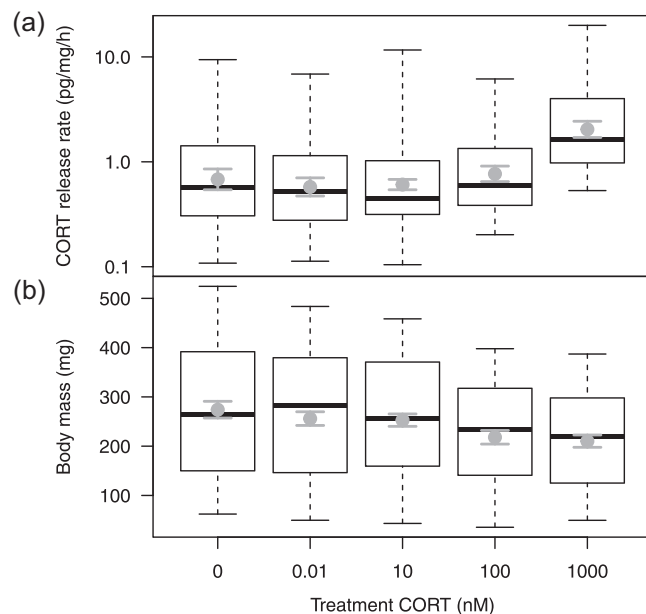 (a)
CORT release rate (pg/mg/h)
10.0
1.0
0.1
(b)
Body mass (mg)
500
400
300
200
100
0 0.01 10 100 1000
Treatment CORT (nM)